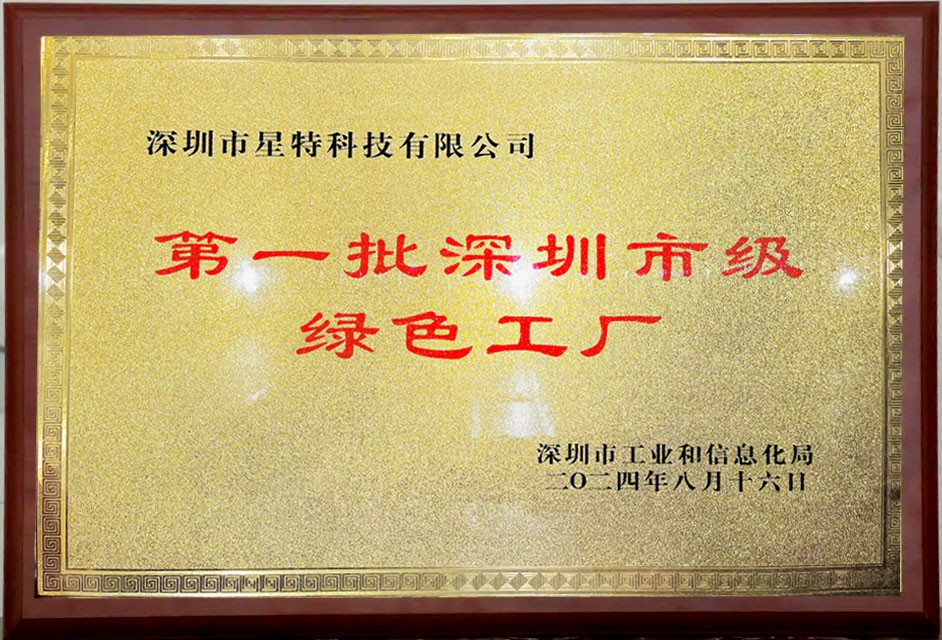 深圳市星特科技有限公司
第一批深圳市级
绿色工厂
深圳市工业和信息化局
二O二四年八月十六日